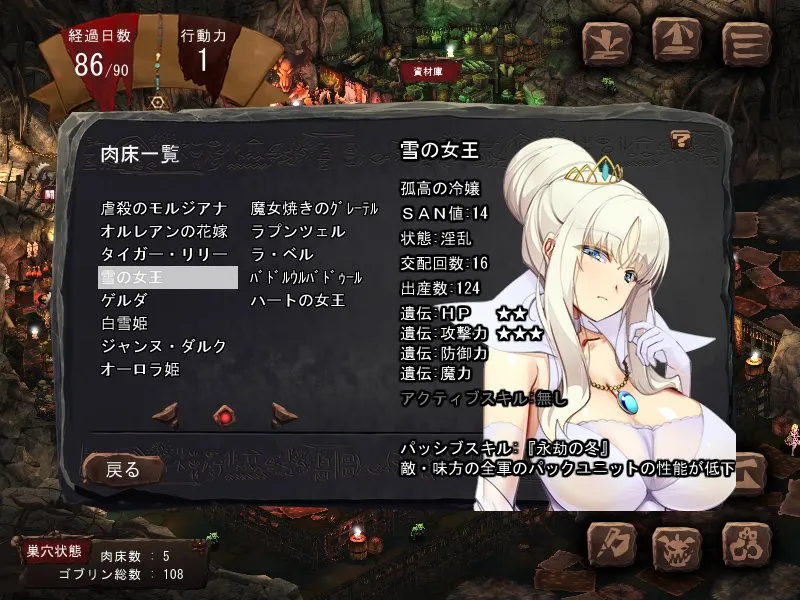 経過日数
86/90
行動力
1
資材庫
肉床一覧
虐殺のモルジアナ
オルレアンの花嫁
タイガー・リリー
雪の女王
ゲルダ
白雪姫
ジャンヌ・ダルク
オーロラ姫
魔女焼きのグレーテル
ラプンツェル
ラ・ベル
バドルウルバドゥール
ハートの女王
戻る
雪の女王
孤高の冷嬢
SAN値:14
状態:淫乱
交配回数:16
出産数:124
遺伝:HP ★★
遺伝:攻撃力 ★★★
遺伝:防御力
遺伝:魔力
アクティブスキル:無し
パッシブスキル:『永劫の冬』
敵・味方の全軍のバックユニットの性能が低下
?
巣穴状態
肉床数 : 5
ゴブリン総数 : 108